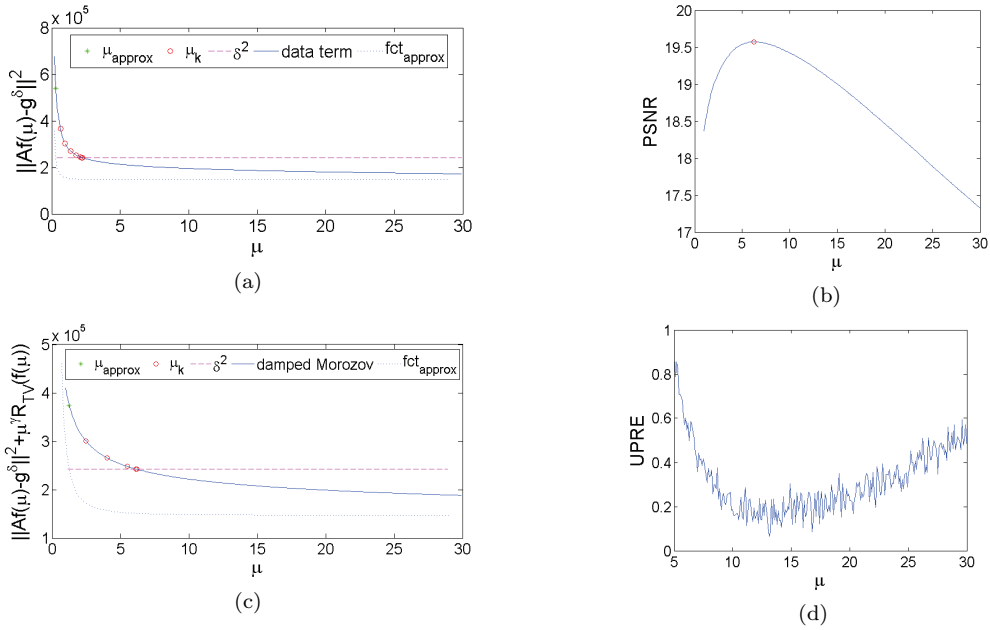 x 10^5
8
6
4
2
0
0 5 10 15 20 25 30
||Af(μ)-g^δ||^2
μ_approx μ_k δ^2 data term fct_approx
μ
(a)
20
19.5
19
18.5
18
17.5
17
0 5 10 15 20 25 30
PSNR
μ
(b)
x 10^5
5
4
3
2
1
0 5 10 15 20 25 30
||Af(μ)-g^δ||^2+μ^γR_TV(f(μ))
μ_approx μ_k δ^2 damped Morozov fct_approx
μ
(c)
1
0.8
0.6
0.4
0.2
0
5 10 15 20 25 30
UPRE
μ
(d)